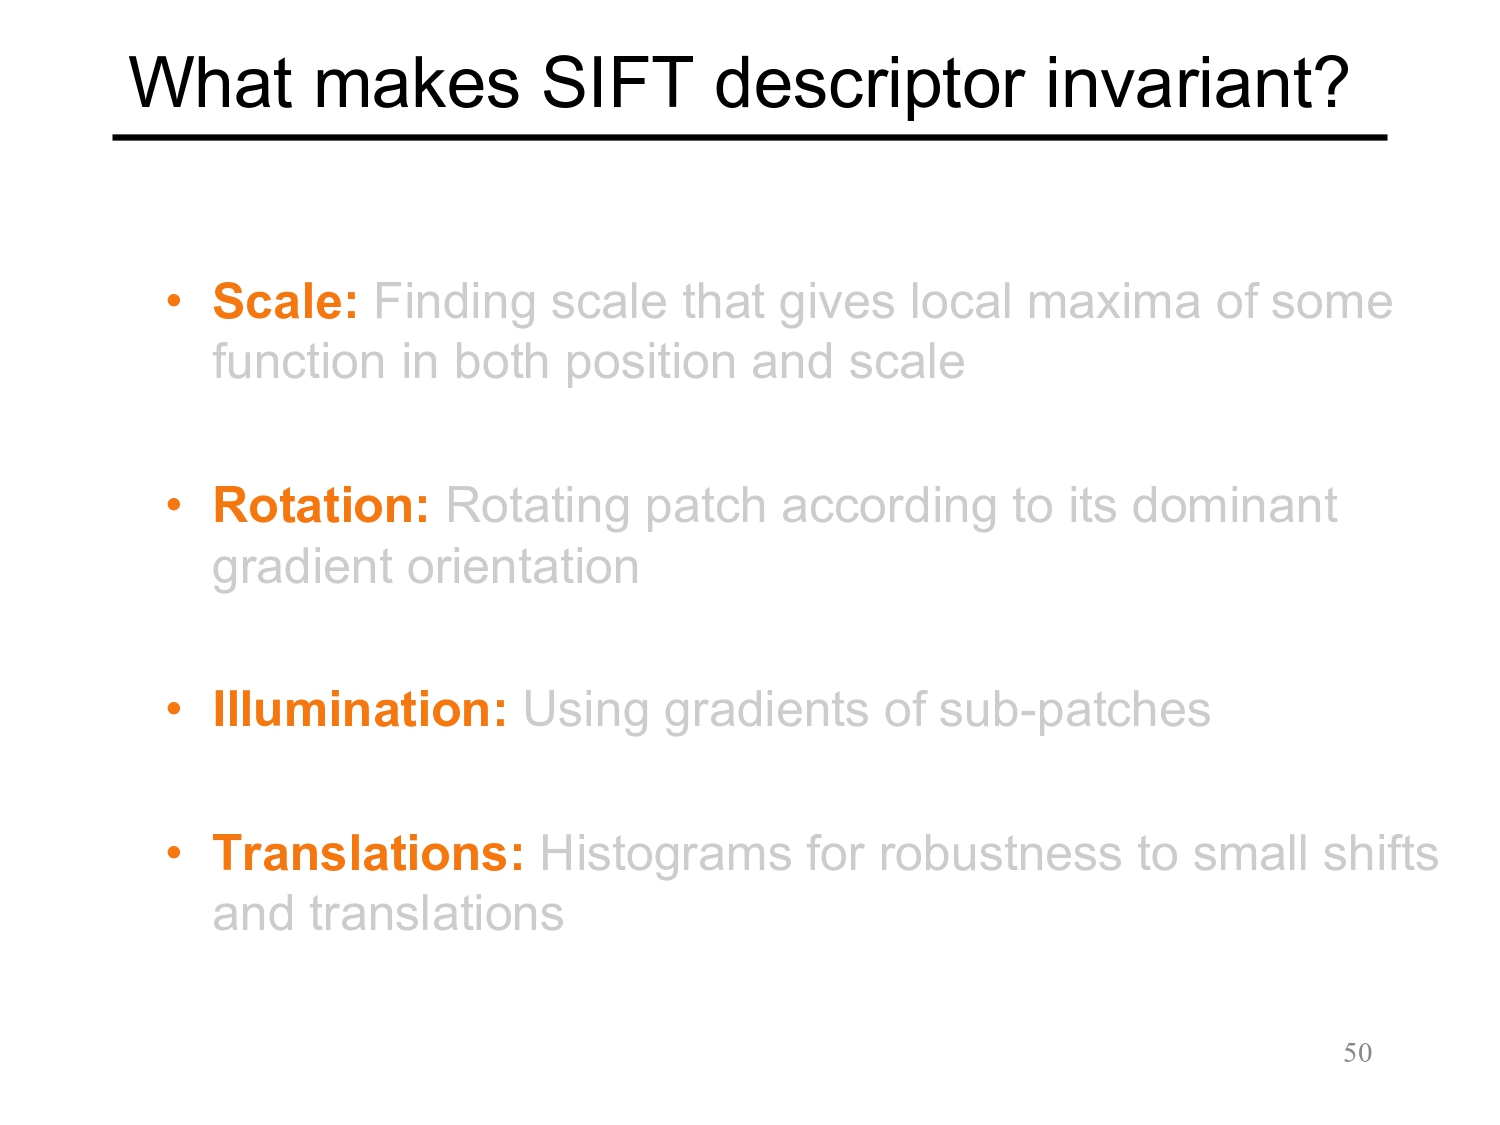 What makes SIFT descriptor invariant?
• Scale: Finding scale that gives local maxima of some
function in both position and scale
• Rotation: Rotating patch according to its dominant
gradient orientation
• Illumination: Using gradients of sub-patches
• Translations: Histograms for robustness to small shifts
and translations
50